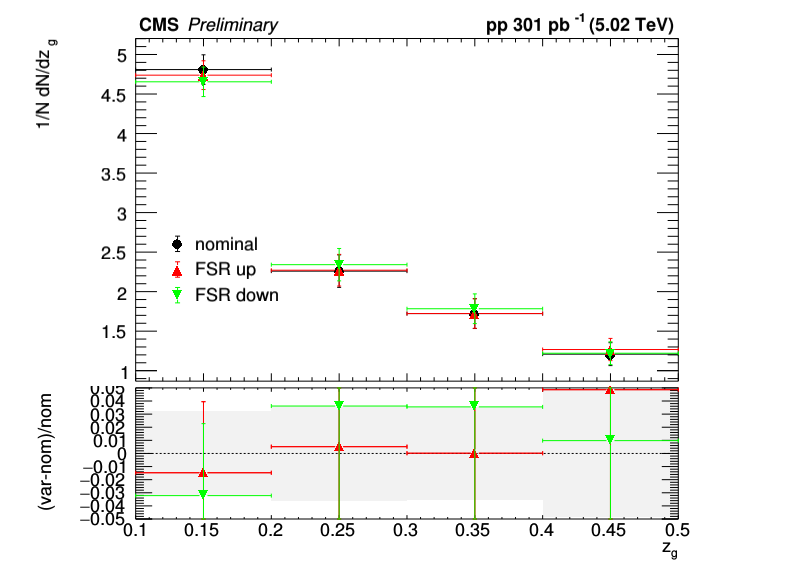 CMS Preliminary pp 301 pb -1 (5.02 TeV)
1/N dN/dz g
5
4.5
4
3.5
3
2.5
2
1.5
1
nominal
FSR up
FSR down
(var-nom)/nom
0.05
0.04
0.03
0.02
0.01
0
−0.01
−0.02
−0.03
−0.04
−0.05
0.1 0.15 0.2 0.25 0.3 0.35 0.4 0.45 0.5
z g